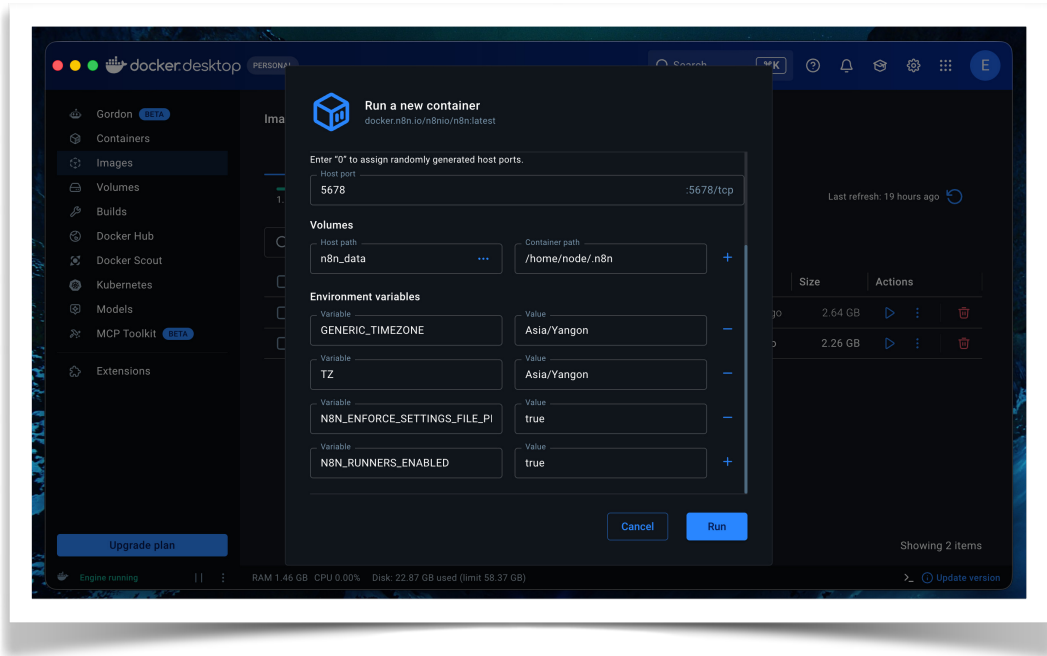 docker.desktop PERSONAL
Search ⌘K
E
Gordon BETA
Containers
Images
Volumes
Builds
Docker Hub
Docker Scout
Kubernetes
Models
MCP Toolkit BETA
Extensions
Upgrade plan
Ima
1.
Last refresh: 19 hours ago
Size Actions
go 2.64 GB
2.26 GB
Showing 2 items
Run a new container
docker.n8n.io/n8nio/n8n:latest
Enter "0" to assign randomly generated host ports.
Host port
5678 :5678/tcp
Volumes
Host path Container path
n8n_data ••• /home/node/.n8n +
Environment variables
Variable Value
GENERIC_TIMEZONE Asia/Yangon −
Variable Value
TZ Asia/Yangon −
Variable Value
N8N_ENFORCE_SETTINGS_FILE_PI true −
Variable Value
N8N_RUNNERS_ENABLED true +
Cancel Run
Engine running RAM 1.46 GB CPU 0.00% Disk: 22.87 GB used (limit 58.37 GB) >_ Update version